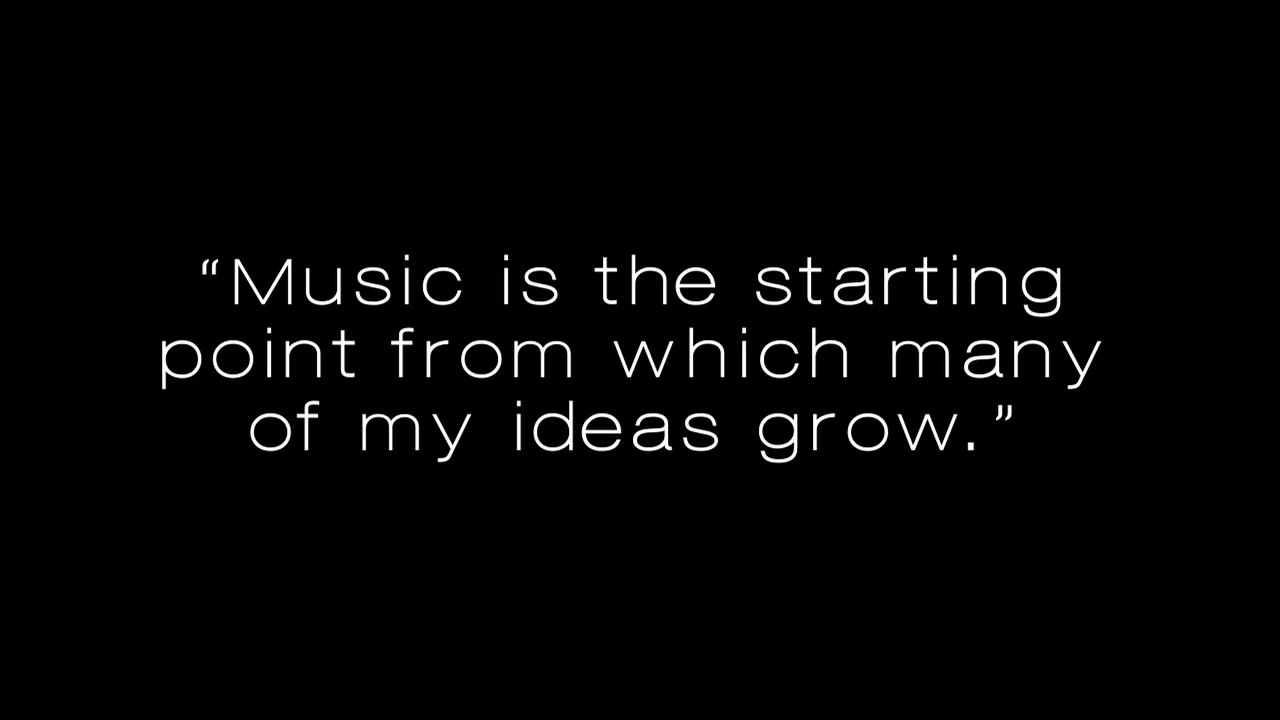 “Music is the starting
point from which many
of my ideas grow.”